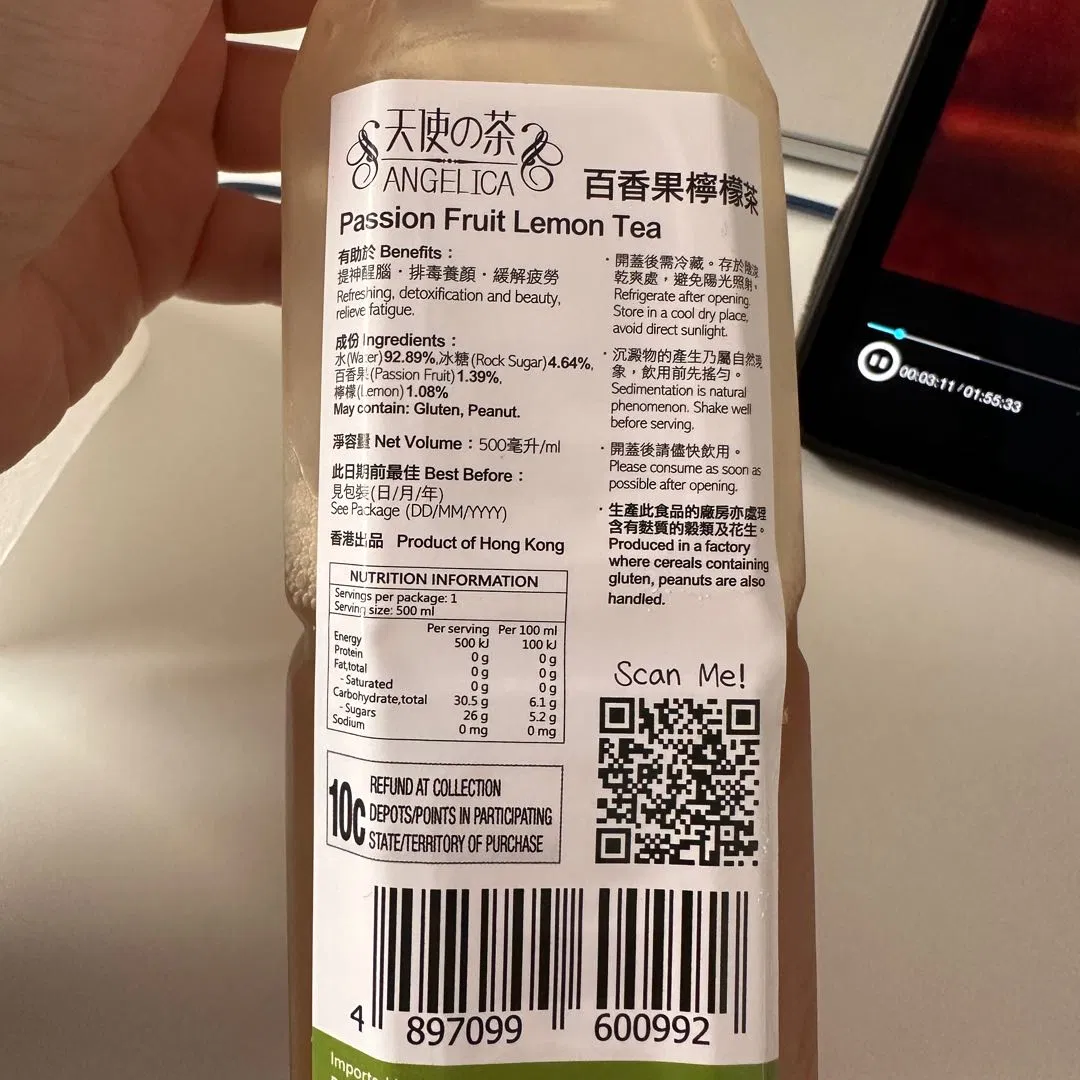 天使の茶
ANGELICA
百香果檸檬茶
Passion Fruit Lemon Tea
有助於 Benefits：
提神醒腦．排毒養顏．緩解疲勞
Refreshing, detoxification and beauty,
relieve fatigue.
成份 Ingredients：
水(Water)92.89%,冰糖(Rock Sugar)4.64%,
百香果(Passion Fruit)1.39%,
檸檬(Lemon)1.08%
May contain: Gluten, Peanut.
淨容量 Net Volume：500毫升/ml
此日期前最佳 Best Before：
見包裝(日/月/年)
See Package (DD/MM/YYYY)
香港出品 Product of Hong Kong
NUTRITION INFORMATION
Servings per package: 1
Serving size: 500 ml
Per serving Per 100 ml
Energy 500 kJ 100 kJ
Protein 0 g 0 g
Fat,total 0 g 0 g
- Saturated 0 g 0 g
Carbohydrate,total 30.5 g 6.1 g
- Sugars 26 g 5.2 g
Sodium 0 mg 0 mg
10c
REFUND AT COLLECTION
DEPOTS/POINTS IN PARTICIPATING
STATE/TERRITORY OF PURCHASE
·開蓋後需冷藏。存於陰涼
乾爽處，避免陽光照射。
Refrigerate after opening.
Store in a cool dry place,
avoid direct sunlight.
·沉澱物的產生乃屬自然現
象，飲用前先搖勻。
Sedimentation is natural
phenomenon. Shake well
before serving.
·開蓋後請儘快飲用。
Please consume as soon as
possible after opening.
·生產此食品的廠房亦處理
含有麩質的穀類及花生。
Produced in a factory
where cereals containing
gluten, peanuts are also
handled.
Scan Me!
4 897099 600992
00:03:11 / 01:55:33